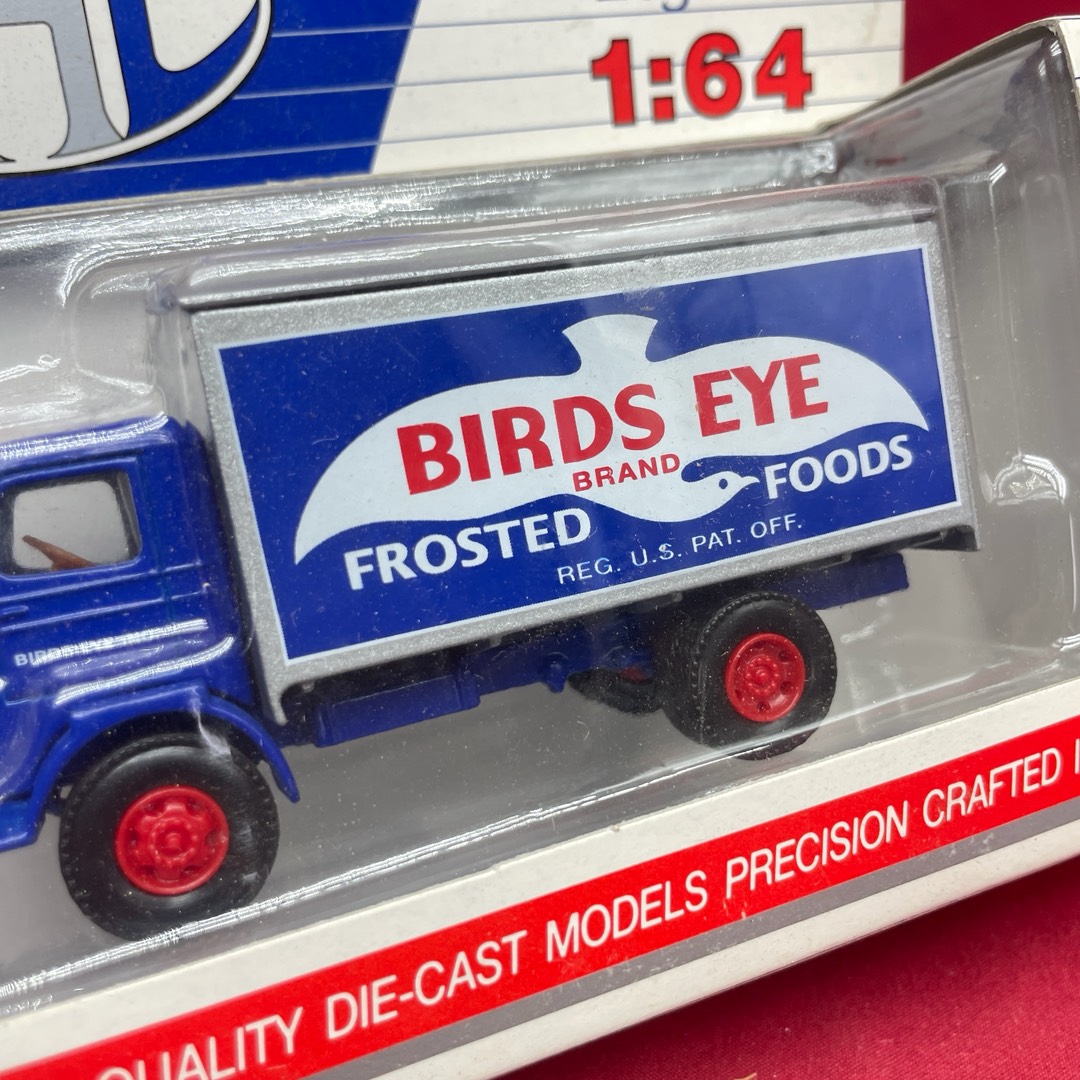 1:64
BIRDS EYE
BRAND
FROSTED FOODS
REG. U.S. PAT. OFF.
QUALITY DIE-CAST MODELS PRECISION CRAFTED